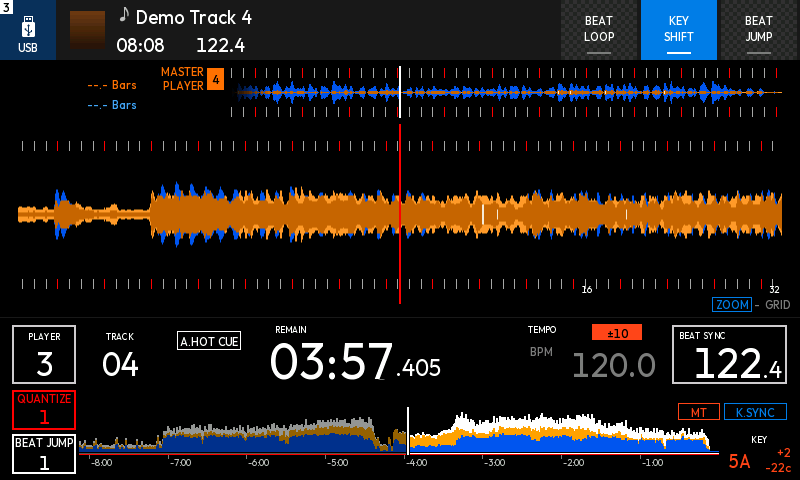 3
USB
Demo Track 4
08:08 122.4
BEAT LOOP
KEY SHIFT
BEAT JUMP
--.- Bars
--.- Bars
MASTER PLAYER 4
16 32
ZOOM - GRID
PLAYER
3
TRACK
04
A.HOT CUE
REMAIN
03:57.405
TEMPO
±10
BPM
120.0
BEAT SYNC
122.4
QUANTIZE
1
BEAT JUMP
1
MT
K.SYNC
KEY
5A
+2
-22c
-8:00 -7:00 -6:00 -5:00 -4:00 -3:00 -2:00 -1:00